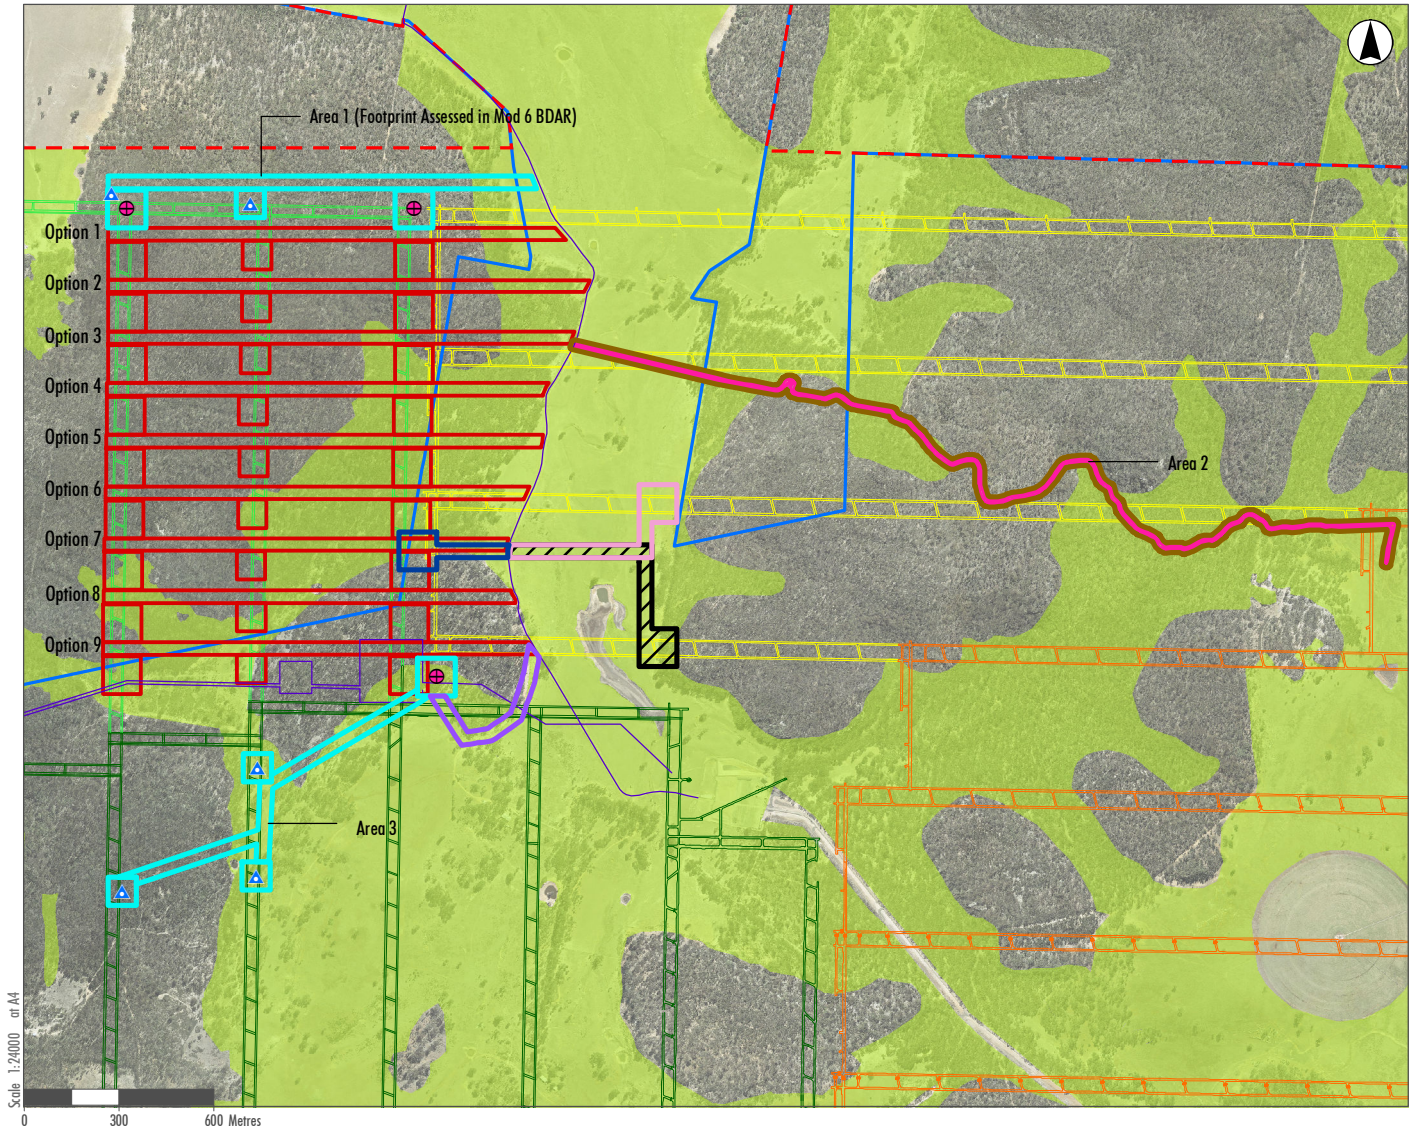 Area 1 (Footprint Assessed in Mod 6 BDAR)
Option 1
Option 2
Option 3
Option 4
Option 5
Option 6
Option 7
Option 8
Option 9
Area 2
Area 3
Scale 1:24000 at A4
0 300 600 Metres